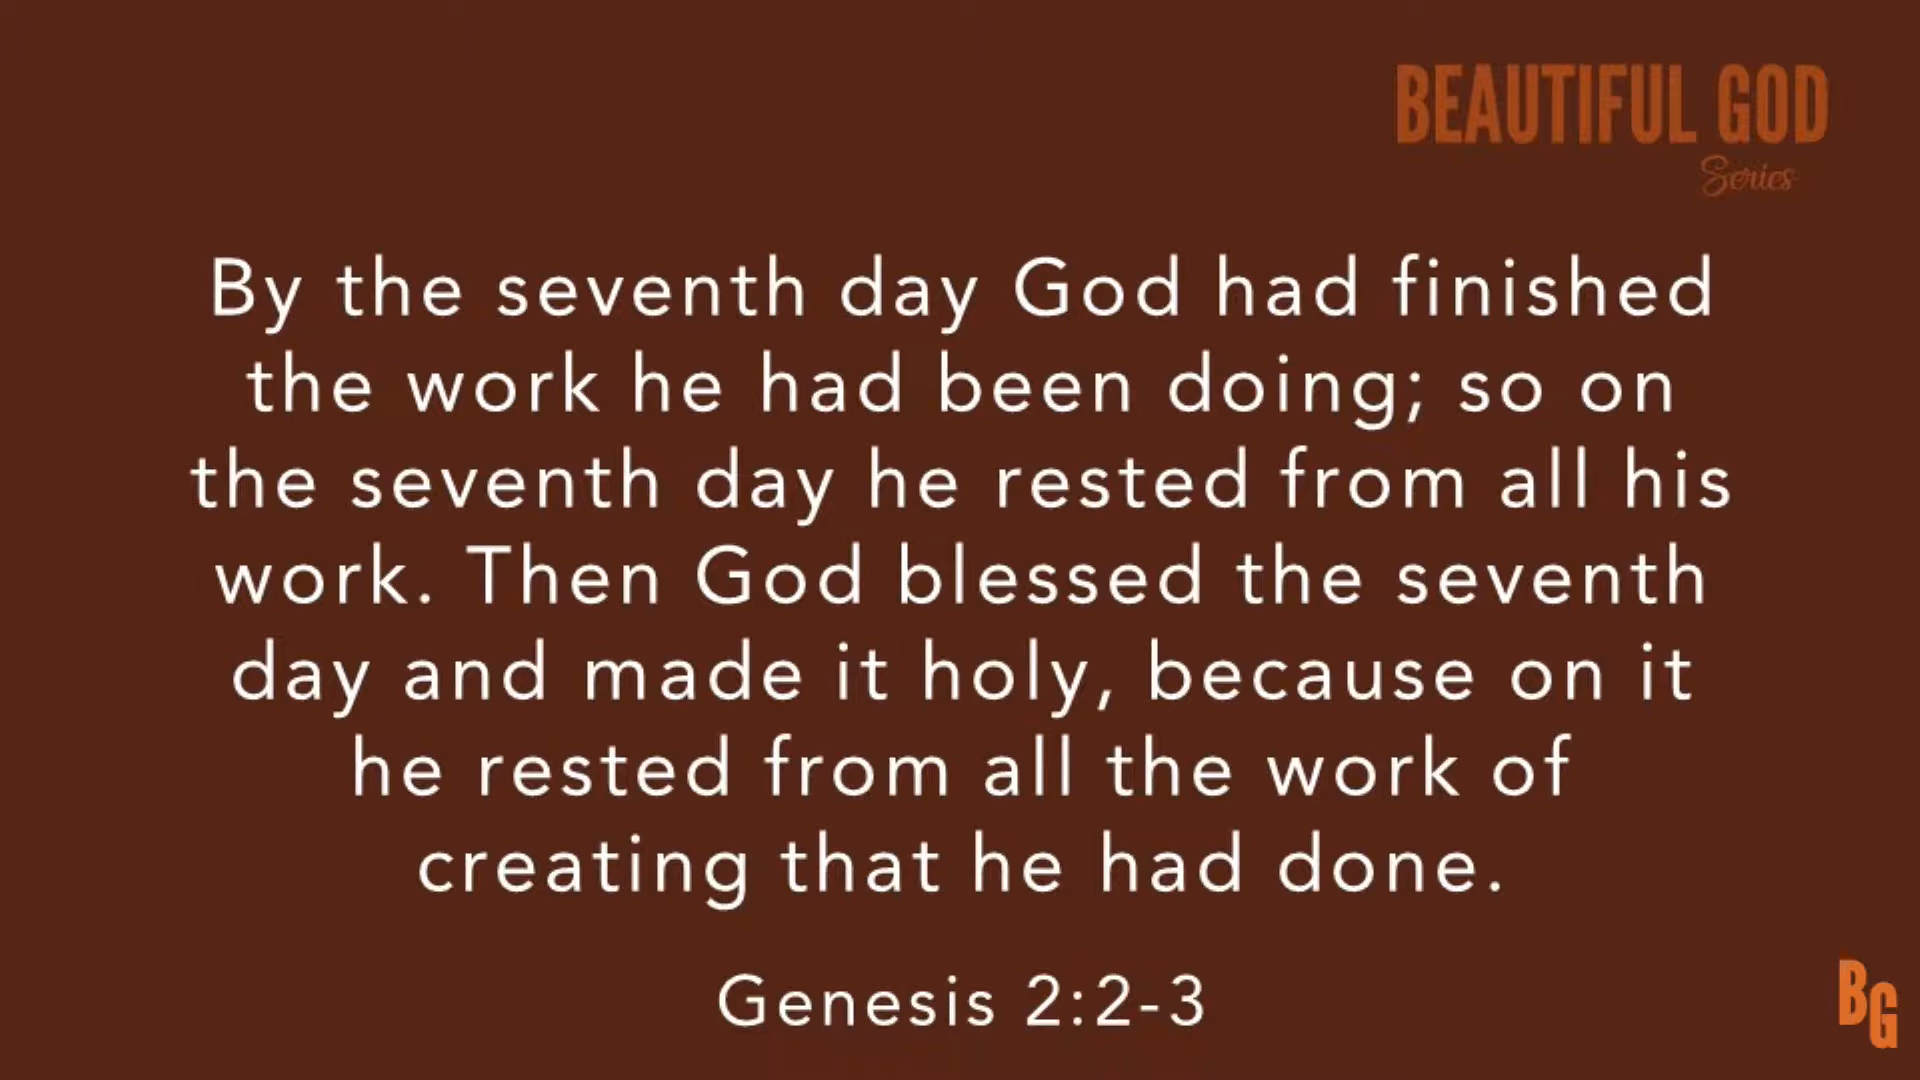 BEAUTIFUL GOD
Series
By the seventh day God had finished
the work he had been doing; so on
the seventh day he rested from all his
work. Then God blessed the seventh
day and made it holy, because on it
he rested from all the work of
creating that he had done.
Genesis 2:2-3
BG